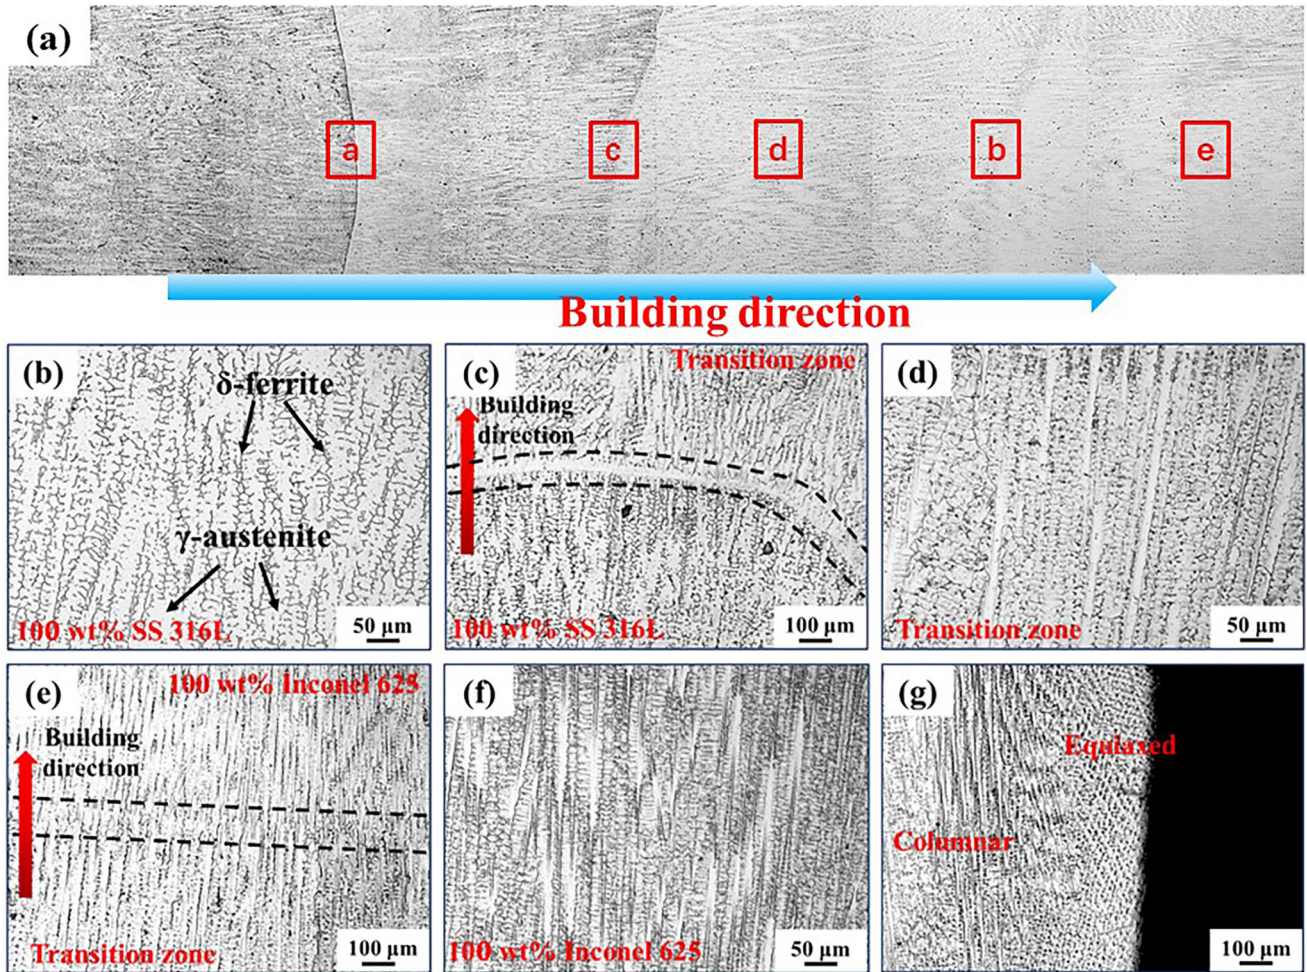 (a)
a
c
d
b
e
Building direction
(b)
δ-ferrite
γ-austenite
100 wt% SS 316L
50 μm
(c)
Transition zone
Building
direction
100 wt% SS 316L
100 μm
(d)
Transition zone
50 μm
(e)
100 wt% Inconel 625
Building
direction
Transition zone
100 μm
(f)
100 wt% Inconel 625
50 μm
(g)
Equiaxed
Columnar
100 μm